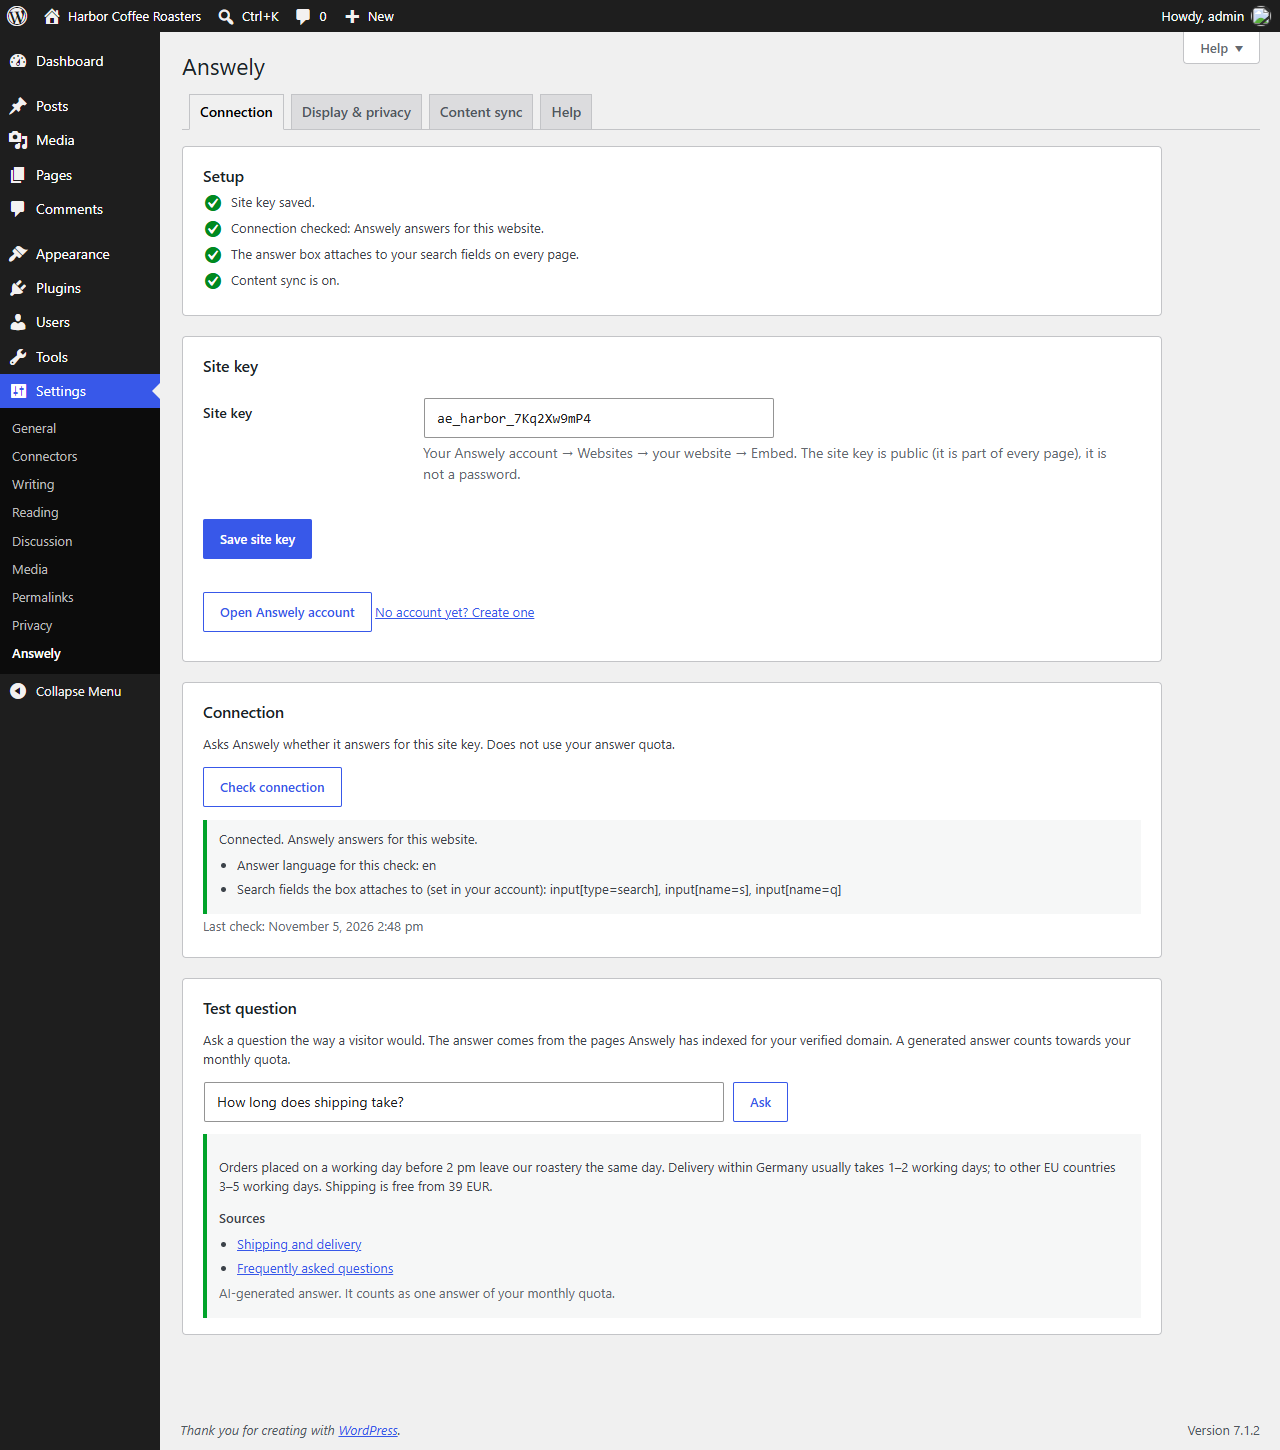 Harbor Coffee Roasters Ctrl+K 0 New Howdy, admin
Help
Dashboard
Posts
Media
Pages
Comments
Appearance
Plugins
Users
Tools
Settings
General
Connectors
Writing
Reading
Discussion
Media
Permalinks
Privacy
Answely
Collapse Menu
Answely
Connection Display & privacy Content sync Help
Setup
Site key saved.
Connection checked: Answely answers for this website.
The answer box attaches to your search fields on every page.
Content sync is on.
Site key
Site key
ae_harbor_7Kq2Xw9mP4
Your Answely account → Websites → your website → Embed. The site key is public (it is part of every page), it is
not a password.
Save site key
Open Answely account No account yet? Create one
Connection
Asks Answely whether it answers for this site key. Does not use your answer quota.
Check connection
Connected. Answely answers for this website.
Answer language for this check: en
Search fields the box attaches to (set in your account): input[type=search], input[name=s], input[name=q]
Last check: November 5, 2026 2:48 pm
Test question
Ask a question the way a visitor would. The answer comes from the pages Answely has indexed for your verified domain. A generated answer counts towards your
monthly quota.
How long does shipping take? Ask
Orders placed on a working day before 2 pm leave our roastery the same day. Delivery within Germany usually takes 1–2 working days; to other EU countries
3–5 working days. Shipping is free from 39 EUR.
Sources
Shipping and delivery
Frequently asked questions
AI-generated answer. It counts as one answer of your monthly quota.
Thank you for creating with WordPress. Version 7.1.2